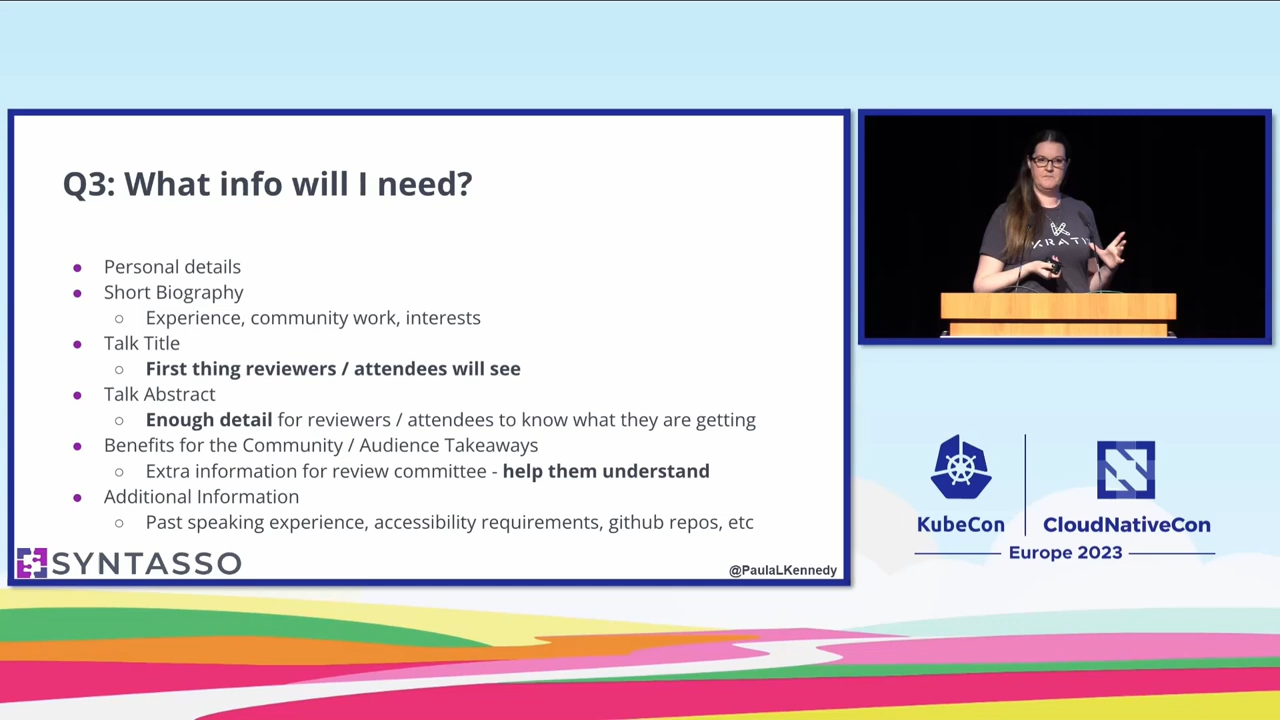 Q3: What info will I need?
● Personal details
● Short Biography
○ Experience, community work, interests
● Talk Title
○ First thing reviewers / attendees will see
● Talk Abstract
○ Enough detail for reviewers / attendees to know what they are getting
● Benefits for the Community / Audience Takeaways
○ Extra information for review committee - help them understand
● Additional Information
○ Past speaking experience, accessibility requirements, github repos, etc
SYNTASSO
@PaulaLKennedy
KRATI
KubeCon
CloudNativeCon
Europe 2023